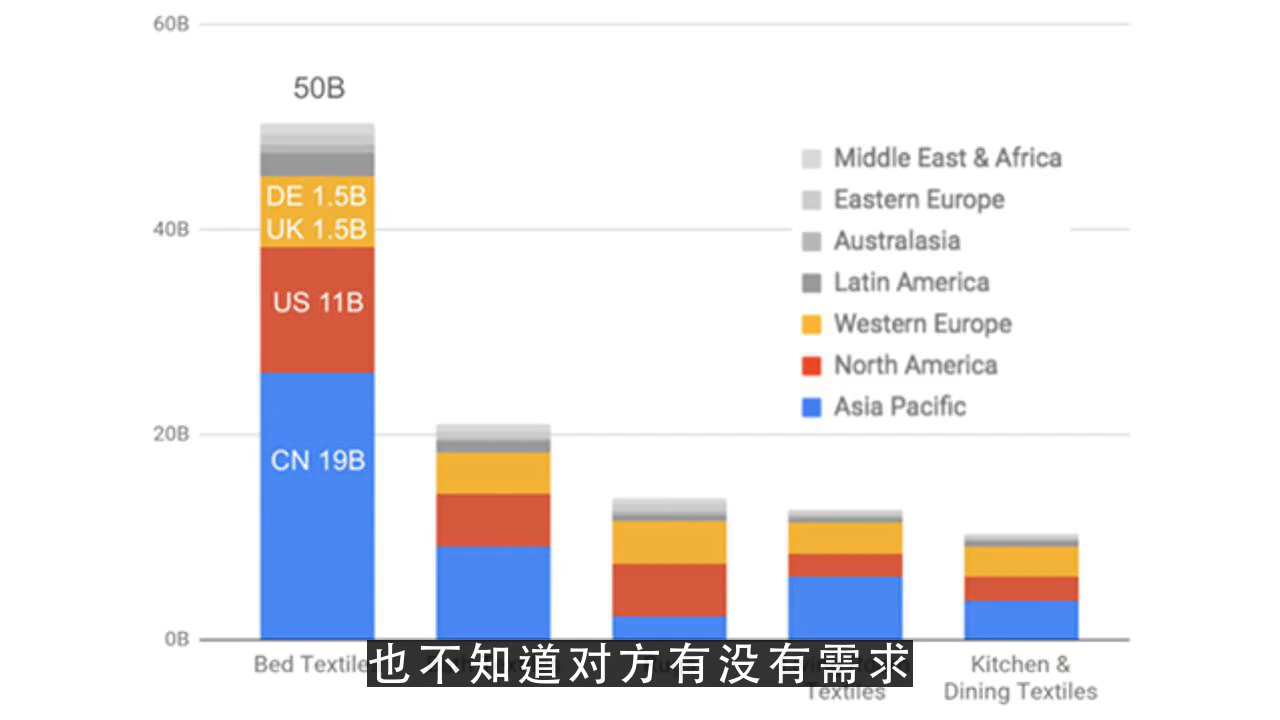 60B
50B
Middle East & Africa
DE 1.5B
Eastern Europe
UK 1.5B
40B
Australasia
Latin America
US 11B
Western Europe
North America
Asia Pacific
20B
CN 19B
0B
Bed Textile
也不知道对方有没有需求
Textiles
Kitchen &
Dining Textiles